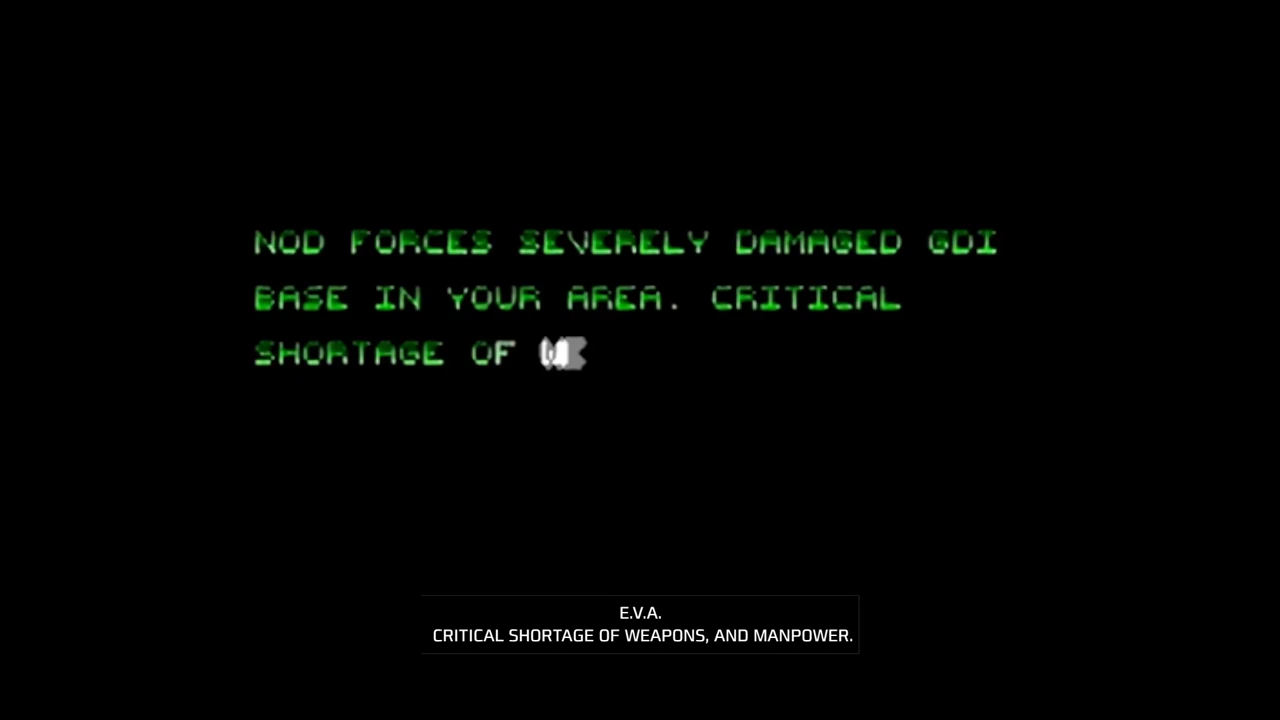 NOD FORCES SEVERELY DAMAGED GDI
BASE IN YOUR AREA. CRITICAL
SHORTAGE OF
E.V.A.
CRITICAL SHORTAGE OF WEAPONS, AND MANPOWER.